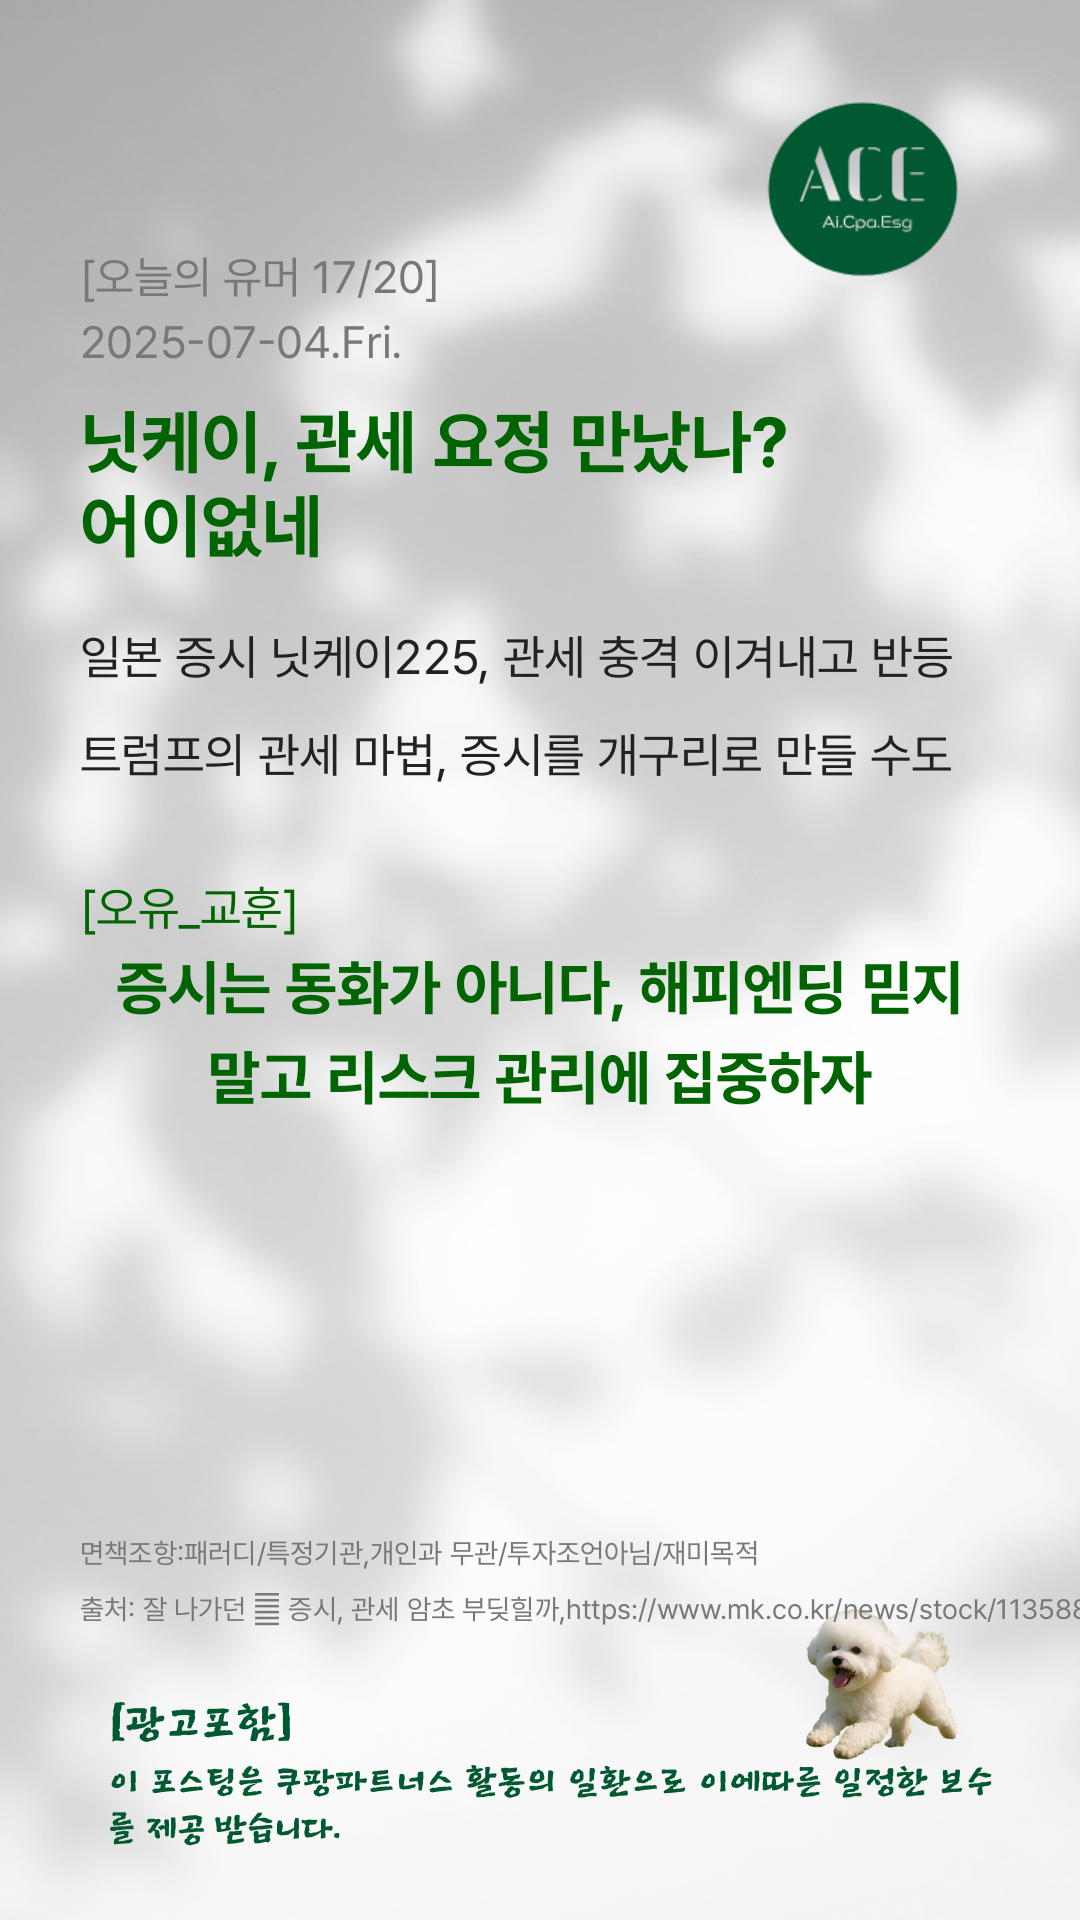 ACE
Ai.Cpa.Esg
[오늘의 유머 17/20]
2025-07-04.Fri.
닛케이, 관세 요정 만났나?
어이없네
일본 증시 닛케이225, 관세 충격 이겨내고 반등
트럼프의 관세 마법, 증시를 개구리로 만들 수도
[오유_교훈]
증시는 동화가 아니다, 해피엔딩 믿지
말고 리스크 관리에 집중하자
면책조항:패러디/특정기관,개인과 무관/투자조언아님/재미목적
출처: 잘 나가던 증시, 관세 암초 부딪힐까,https://www.mk.co.kr/news/stock/113588
[광고포함]
이 포스팅은 쿠팡파트너스 활동의 일환으로 이에따른 일정한 보수
를 제공 받습니다.